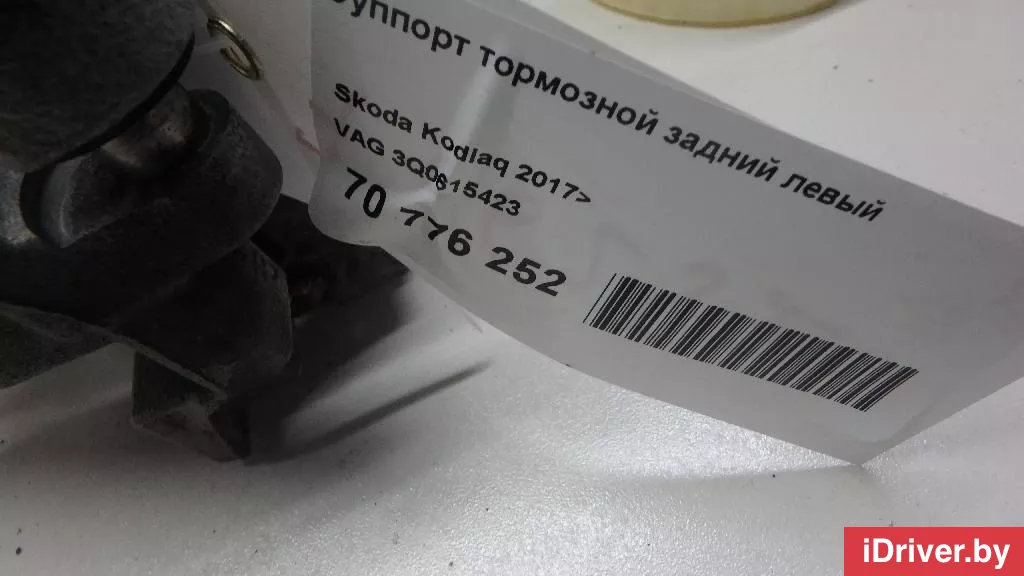 уппорт тормозной задний левый
Skoda Kodiaq 2017>
VAG 3Q0615423
70 776 252
iDriver.by